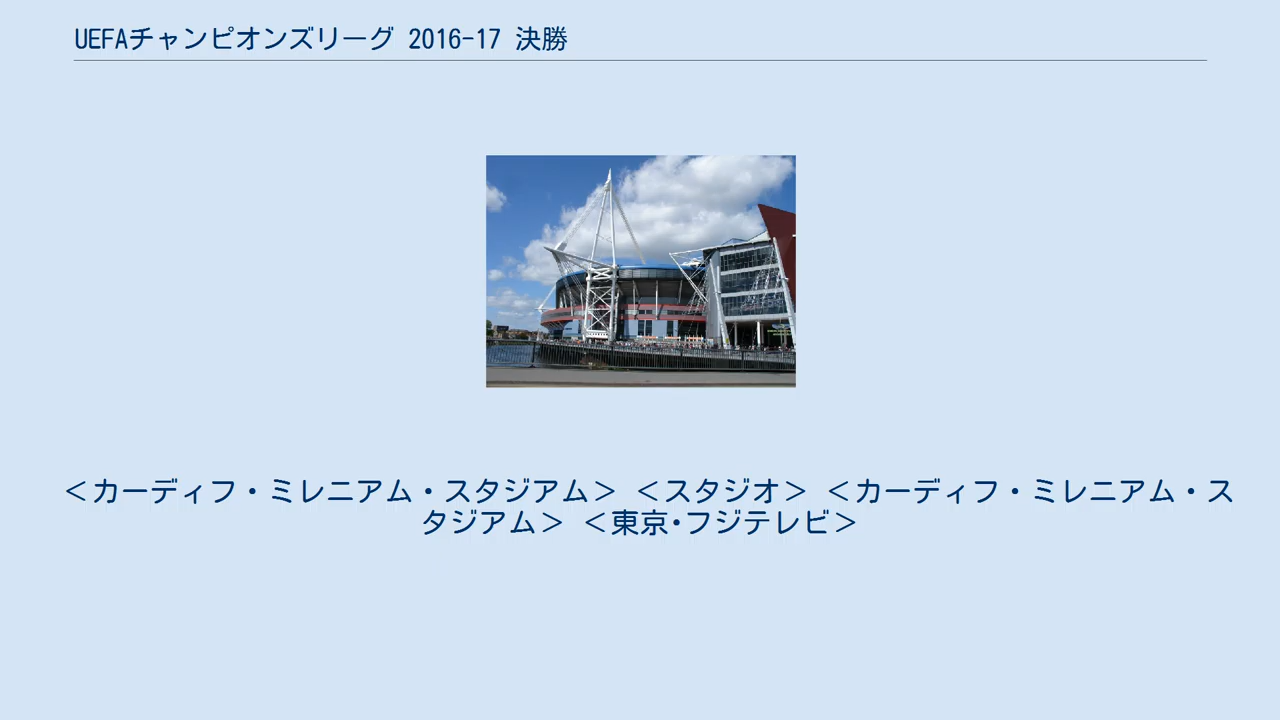 UEFAチャンピオンズリーグ 2016-17 決勝
＜カーディフ・ミレニアム・スタジアム＞ ＜スタジオ＞ ＜カーディフ・ミレニアム・ス
タジアム＞ ＜東京･フジテレビ＞